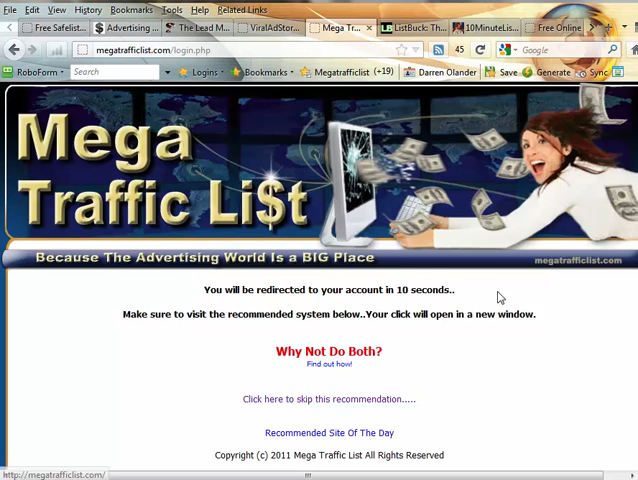 File Edit View History Bookmarks Tools Help Related Links
Free Safelist... Advertising ... The Lead M... ViralAdStor... Mega Tr... ListBuck: Th... 10MinuteLis... Free Online
megatrafficlist.com/login.php 45 Google
RoboForm Search Logins Bookmarks Megatrafficlist (+19) Darren Olander Save Generate Sync
Mega
Traffic Li$t
Because The Advertising World Is a BIG Place megatrafficlist.com
You will be redirected to your account in 10 seconds..
Make sure to visit the recommended system below..Your click will open in a new window.
Why Not Do Both?
Find out how!
Click here to skip this recommendation.....
Recommended Site Of The Day
Copyright (c) 2011 Mega Traffic List All Rights Reserved
http://megatrafficlist.com/